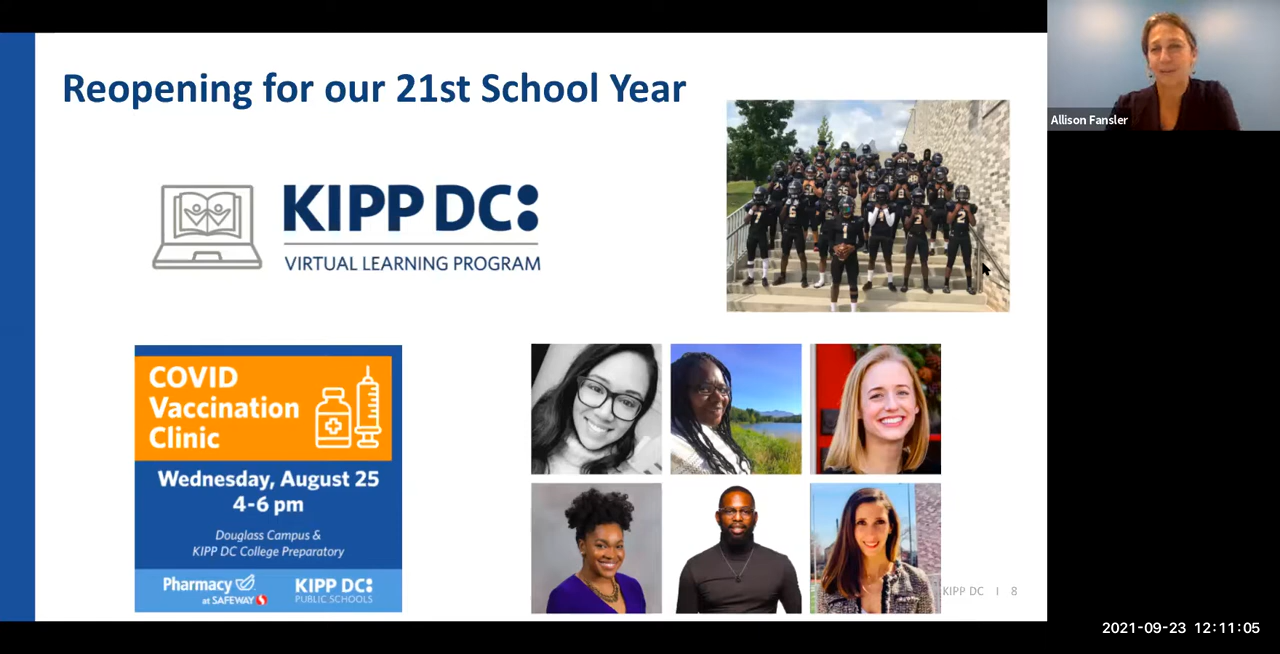 Reopening for our 21st School Year
Allison Fansler
KIPP DC:
VIRTUAL LEARNING PROGRAM
COVID
Vaccination
Clinic
Wednesday, August 25
4-6 pm
Douglass Campus &
KIPP DC College Preparatory
Pharmacy
at SAFEWAY
KIPP DC:
PUBLIC SCHOOLS
KIPP DC | 8
2021-09-23 12:11:05